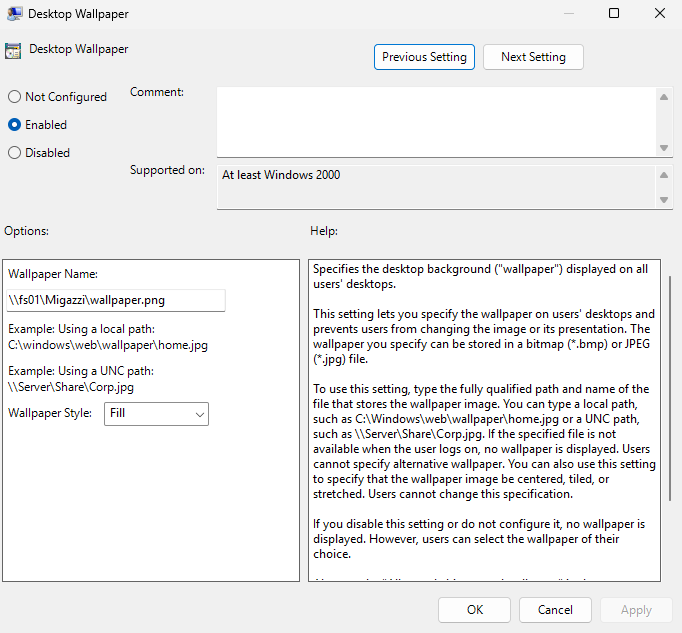 Desktop Wallpaper
Desktop Wallpaper
Previous Setting
Next Setting
Not Configured
Enabled
Disabled
Comment:
Supported on:
At least Windows 2000
Options:
Help:
Wallpaper Name:
\\fs01\Migazzi\wallpaper.png
Example: Using a local path:
C:\windows\web\wallpaper\home.jpg
Example: Using a UNC path:
\\Server\Share\Corp.jpg
Wallpaper Style:
Fill
Specifies the desktop background ("wallpaper") displayed on all
users' desktops.
This setting lets you specify the wallpaper on users' desktops and
prevents users from changing the image or its presentation. The
wallpaper you specify can be stored in a bitmap (*.bmp) or JPEG
(*.jpg) file.
To use this setting, type the fully qualified path and name of the
file that stores the wallpaper image. You can type a local path,
such as C:\Windows\web\wallpaper\home.jpg or a UNC path,
such as \\Server\Share\Corp.jpg. If the specified file is not
available when the user logs on, no wallpaper is displayed. Users
cannot specify alternative wallpaper. You can also use this setting
to specify that the wallpaper image be centered, tiled, or
stretched. Users cannot change this specification.
If you disable this setting or do not configure it, no wallpaper is
displayed. However, users can select the wallpaper of their
choice.
OK
Cancel
Apply